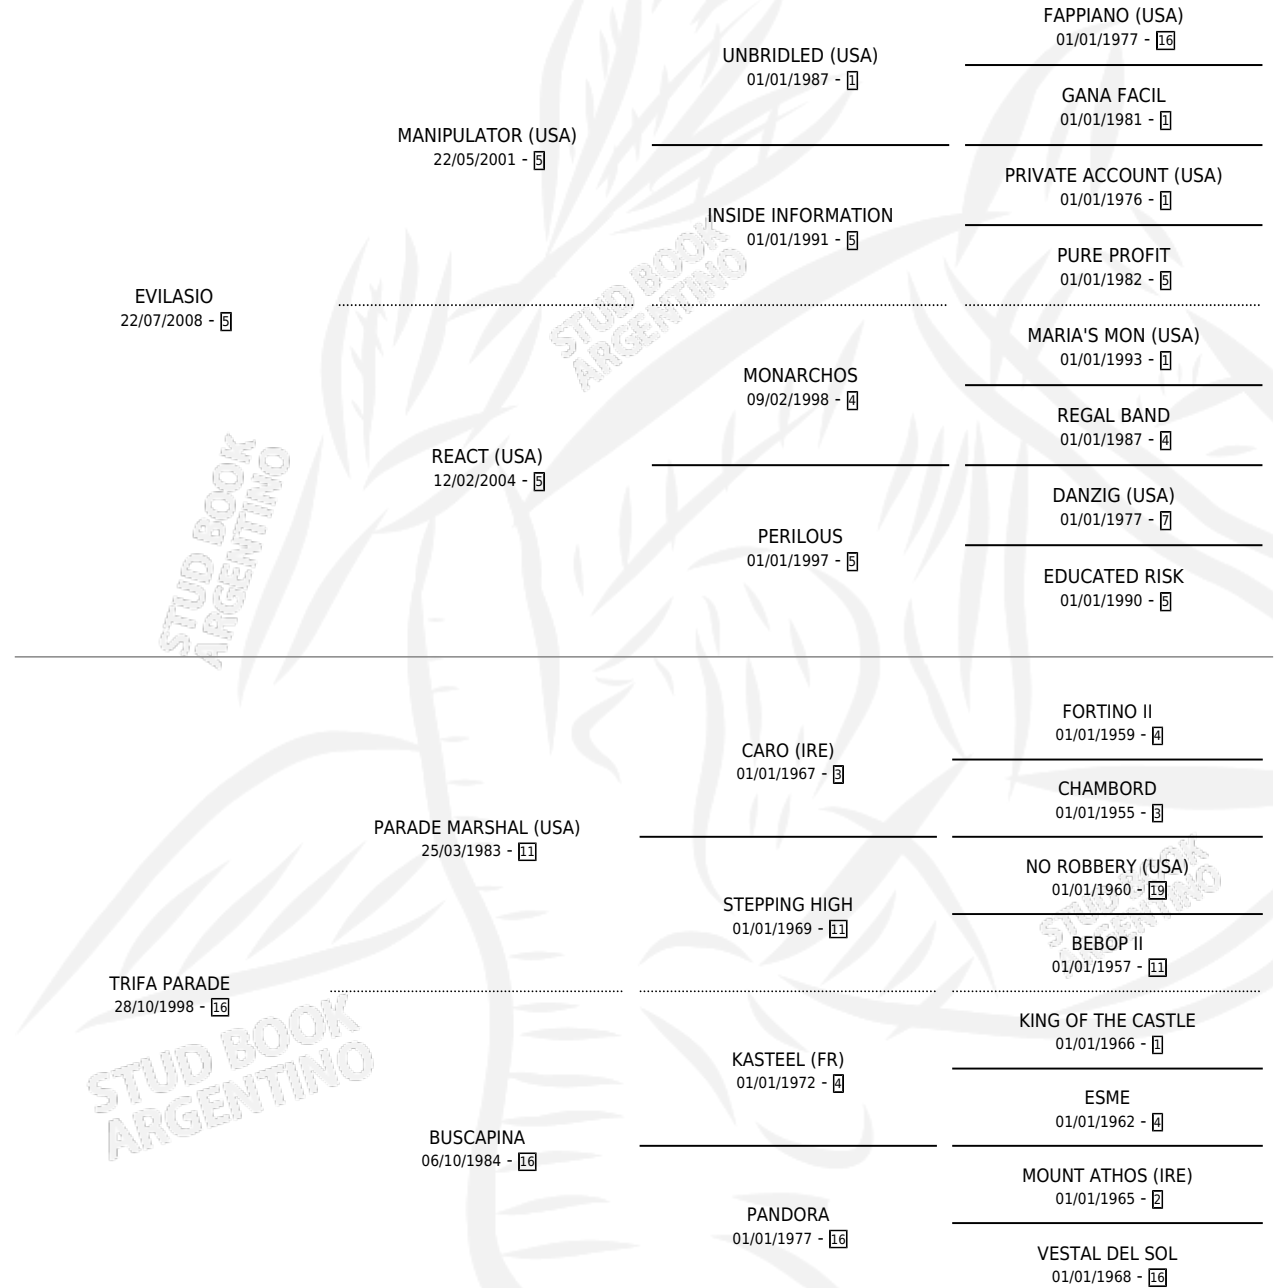 FAPPIANO (USA)
01/01/1977 - 16
UNBRIDLED (USA)
01/01/1987 - 1
GANA FACIL
01/01/1981 - 1
MANIPULATOR (USA)
22/05/2001 - 5
PRIVATE ACCOUNT (USA)
01/01/1976 - 1
INSIDE INFORMATION
01/01/1991 - 5
PURE PROFIT
01/01/1982 - 5
EVILASIO
22/07/2008 - 5
STUD BOOK
ARGENTINO
MARIA'S MON (USA)
01/01/1993 - 1
MONARCHOS
09/02/1998 - 4
REGAL BAND
01/01/1987 - 4
REACT (USA)
12/02/2004 - 5
DANZIG (USA)
01/01/1977 - 7
PERILOUS
01/01/1997 - 5
EDUCATED RISK
01/01/1990 - 5
STUD BOOK
ARGENTINO
FORTINO II
01/01/1959 - 4
CARO (IRE)
01/01/1967 - 3
CHAMBORD
01/01/1955 - 3
PARADE MARSHAL (USA)
25/03/1983 - 11
NO ROBBERY (USA)
01/01/1960 - 19
STEPPING HIGH
01/01/1969 - 11
STUD BOOK
ARGENTINO
BEBOP II
01/01/1957 - 11
TRIFA PARADE
28/10/1998 - 16
STUD BOOK
ARGENTINO
KING OF THE CASTLE
01/01/1966 - 1
KASTEEL (FR)
01/01/1972 - 4
ESME
01/01/1962 - 4
BUSCAPINA
06/10/1984 - 16
MOUNT ATHOS (IRE)
01/01/1965 - 2
PANDORA
01/01/1977 - 16
VESTAL DEL SOL
01/01/1968 - 16